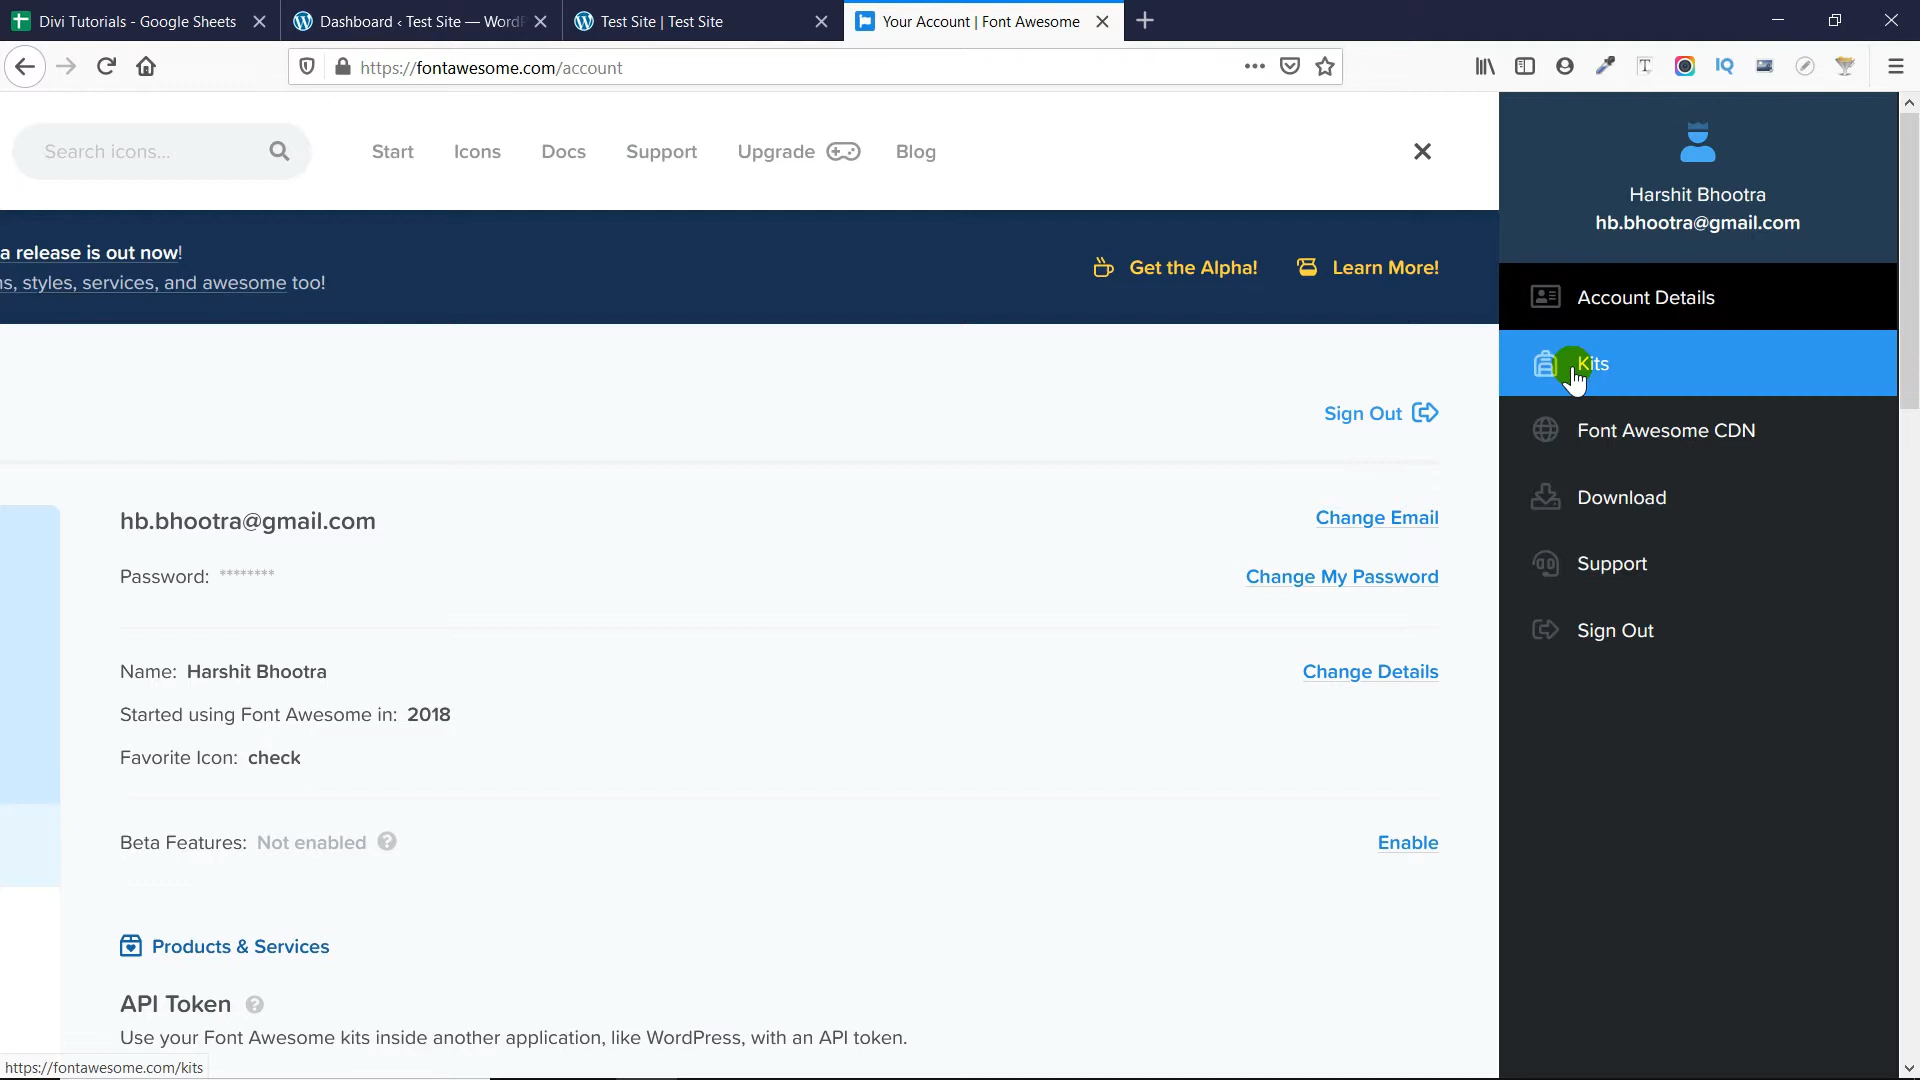 Divi Tutorials - Google Sheets
Dashboard ‹ Test Site — WordP
Test Site | Test Site
Your Account | Font Awesome
https://fontawesome.com/account
Search icons...
Start
Icons
Docs
Support
Upgrade
Blog
Harshit Bhootra
hb.bhootra@gmail.com
a release is out now!
ns, styles, services, and awesome too!
Get the Alpha!
Learn More!
Account Details
Kits
Font Awesome CDN
Download
Support
Sign Out
Sign Out
hb.bhootra@gmail.com
Change Email
Password: ********
Change My Password
Name: Harshit Bhootra
Change Details
Started using Font Awesome in: 2018
Favorite Icon: check
Beta Features: Not enabled
Enable
Products & Services
API Token
Use your Font Awesome kits inside another application, like WordPress, with an API token.
https://fontawesome.com/kits